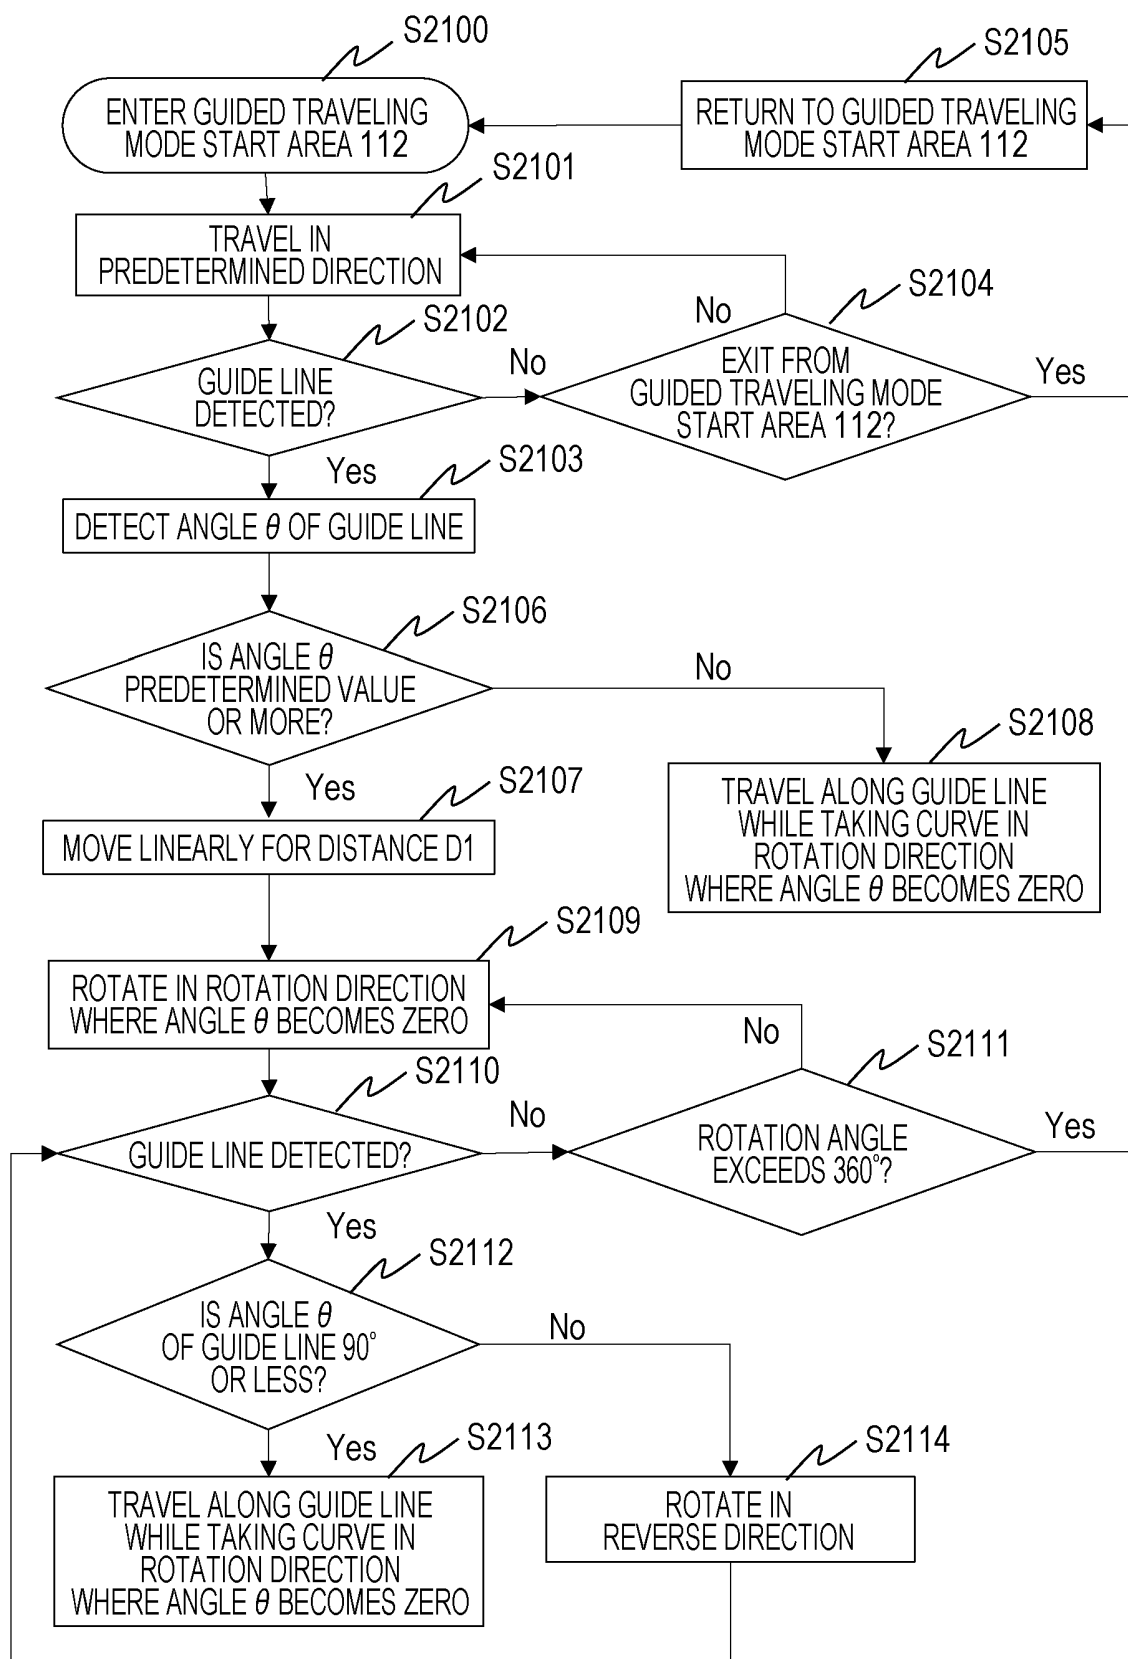 S2100
S2105
ENTER GUIDED TRAVELING
MODE START AREA 112
RETURN TO GUIDED TRAVELING
MODE START AREA 112
S2101
TRAVEL IN
PREDETERMINED DIRECTION
S2104
S2102
No
EXIT FROM
GUIDED TRAVELING MODE
START AREA 112?
Yes
GUIDE LINE
DETECTED?
No
Yes
S2103
DETECT ANGLE θ OF GUIDE LINE
S2106
IS ANGLE θ
PREDETERMINED VALUE
OR MORE?
No
S2108
Yes
S2107
TRAVEL ALONG GUIDE LINE
WHILE TAKING CURVE IN
ROTATION DIRECTION
WHERE ANGLE θ BECOMES ZERO
MOVE LINEARLY FOR DISTANCE D1
S2109
ROTATE IN ROTATION DIRECTION
WHERE ANGLE θ BECOMES ZERO
No
S2111
S2110
No
ROTATION ANGLE
EXCEEDS 360°?
Yes
GUIDE LINE DETECTED?
Yes
S2112
IS ANGLE θ
OF GUIDE LINE 90°
OR LESS?
No
Yes
S2113
S2114
TRAVEL ALONG GUIDE LINE
WHILE TAKING CURVE IN
ROTATION DIRECTION
WHERE ANGLE θ BECOMES ZERO
ROTATE IN
REVERSE DIRECTION